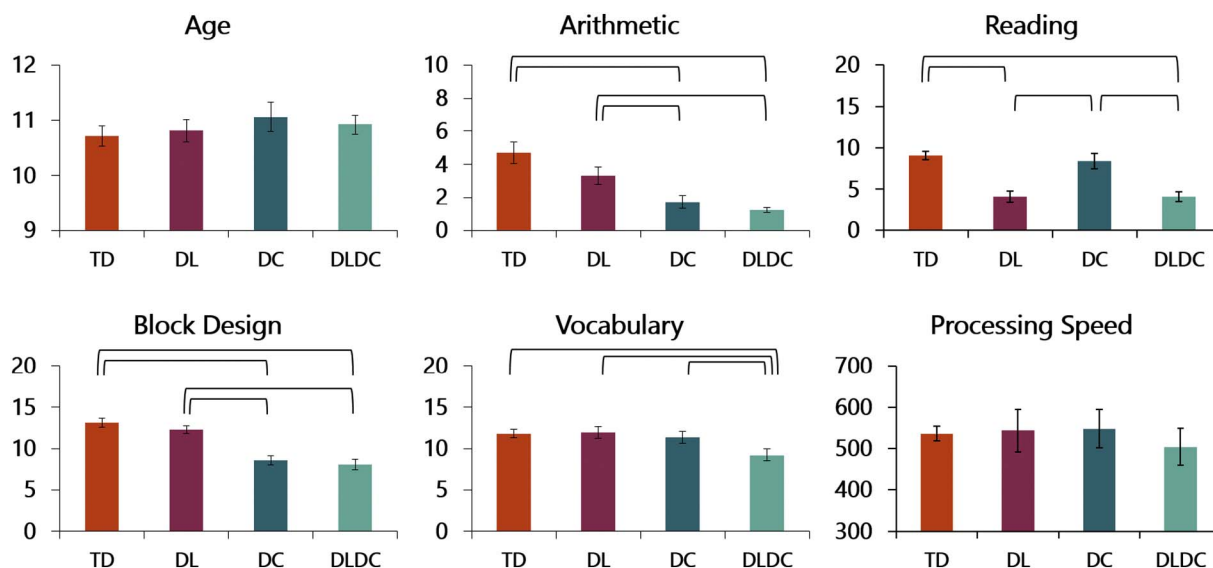 Age
12
11
10
9
TD DL DC DLDC
Arithmetic
10
8
6
4
2
0
TD DL DC DLDC
Reading
20
15
10
5
0
TD DL DC DLDC
Block Design
20
15
10
5
0
TD DL DC DLDC
Vocabulary
20
15
10
5
0
TD DL DC DLDC
Processing Speed
700
600
500
400
300
TD DL DC DLDC